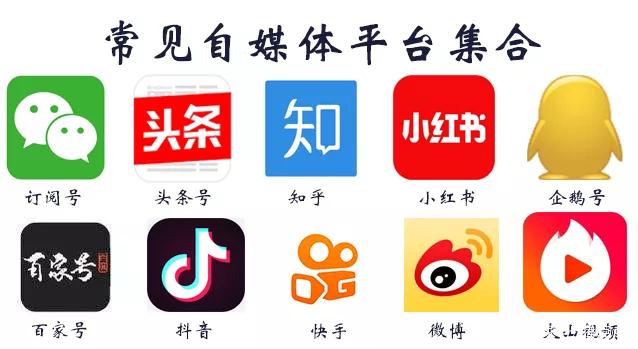 常见自媒体平台集合
头条
知
小红书
订阅号
头条号
知乎
小红书
企鹅号
百家号
百家号
抖音
快手
微博
火山视频